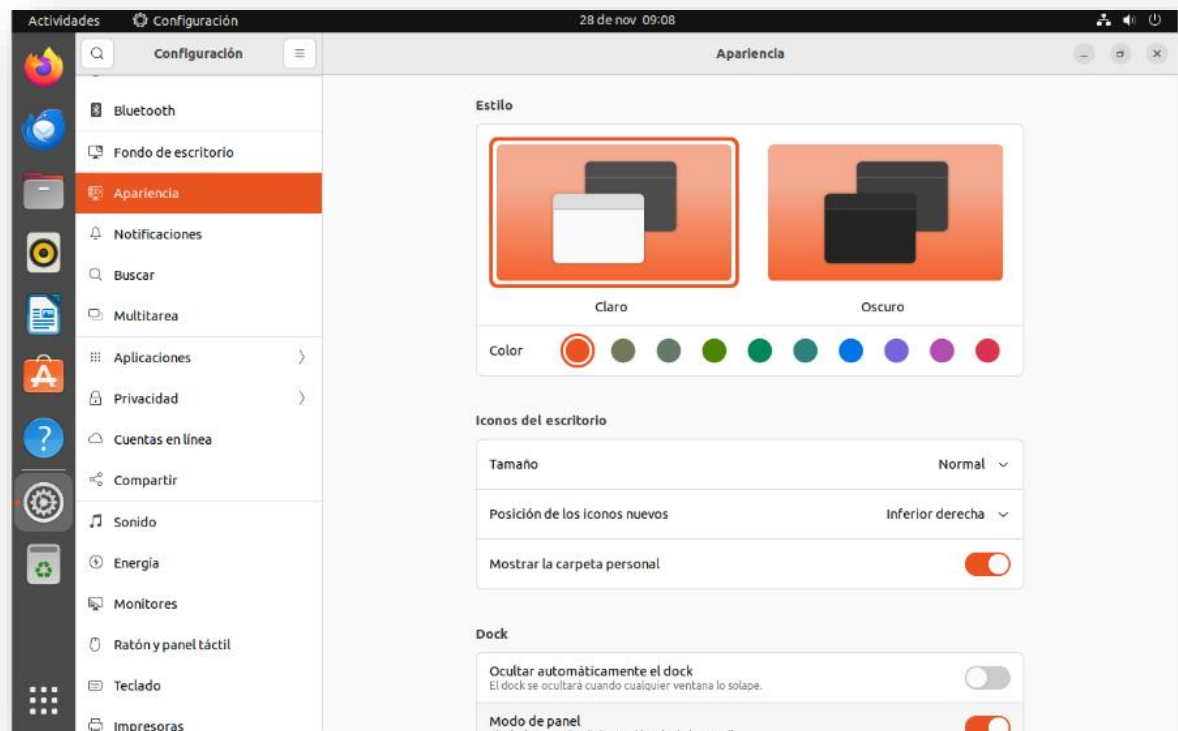 Actividades Configuración 28 de nov 09:08
Configuración
Apariencia
Bluetooth
Fondo de escritorio
Apariencia
Notificaciones
Buscar
Multitarea
Aplicaciones
Privacidad
Cuentas en línea
Compartir
Sonido
Energía
Monitores
Ratón y panel táctil
Teclado
Impresoras
Estilo
Claro Oscuro
Color
Iconos del escritorio
Tamaño Normal
Posición de los iconos nuevos Inferior derecha
Mostrar la carpeta personal
Dock
Ocultar automáticamente el dock
El dock se ocultará cuando cualquier ventana lo solape.
Modo de panel